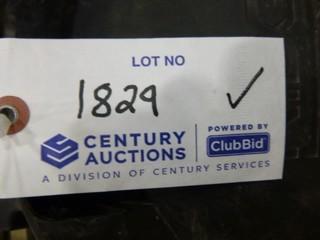 LOT NO
1829 ✓
CENTURY AUCTIONS
POWERED BY ClubBid
A DIVISION OF CENTURY SERVICES